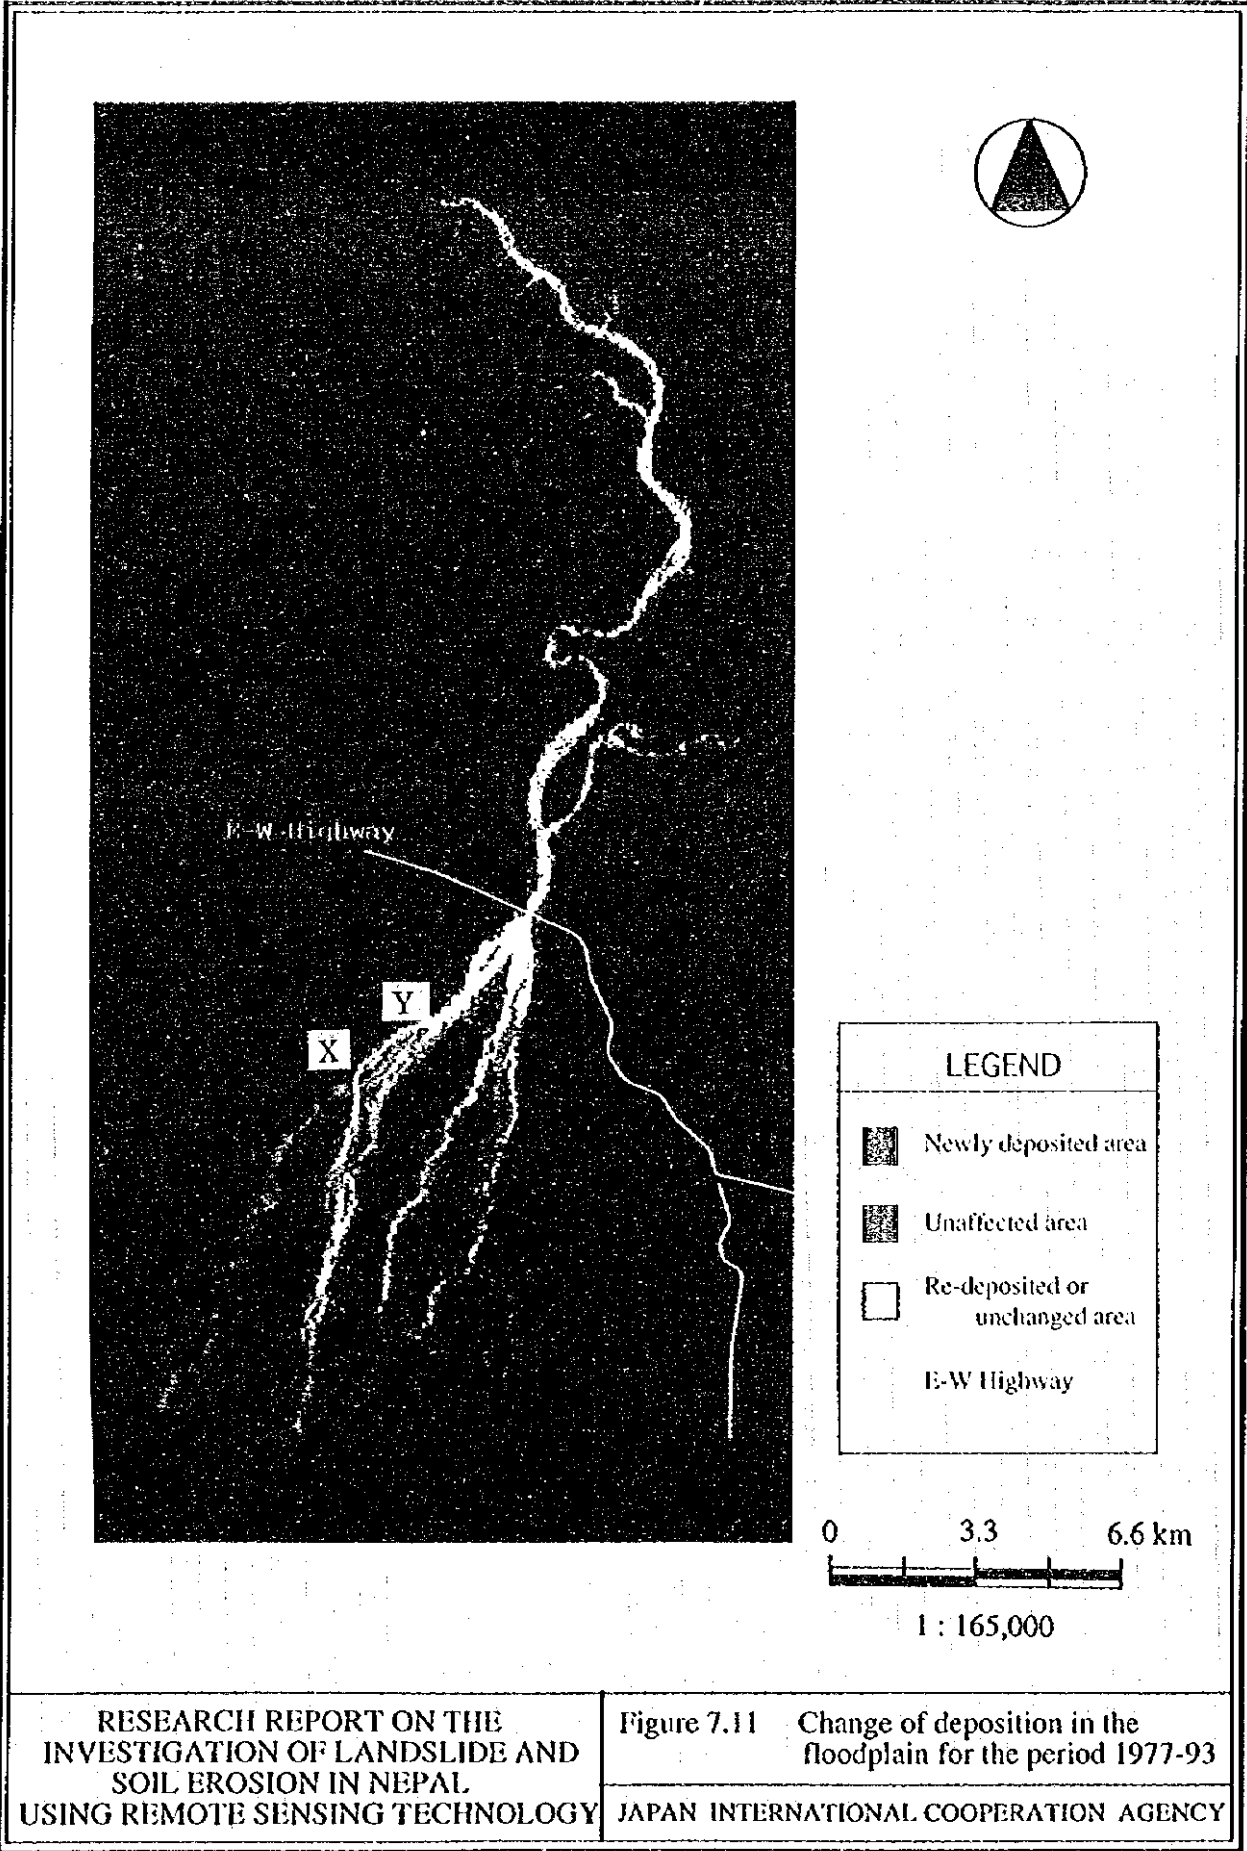 E-W Highway
Y
X
LEGEND
Newly deposited area
Unaffected area
Re-deposited or
unchanged area
E-W Highway
0 3.3 6.6 km
1 : 165,000
RESEARCH REPORT ON THE
INVESTIGATION OF LANDSLIDE AND
SOIL EROSION IN NEPAL
USING REMOTE SENSING TECHNOLOGY
Figure 7.11 Change of deposition in the
floodplain for the period 1977-93
JAPAN INTERNATIONAL COOPERATION AGENCY